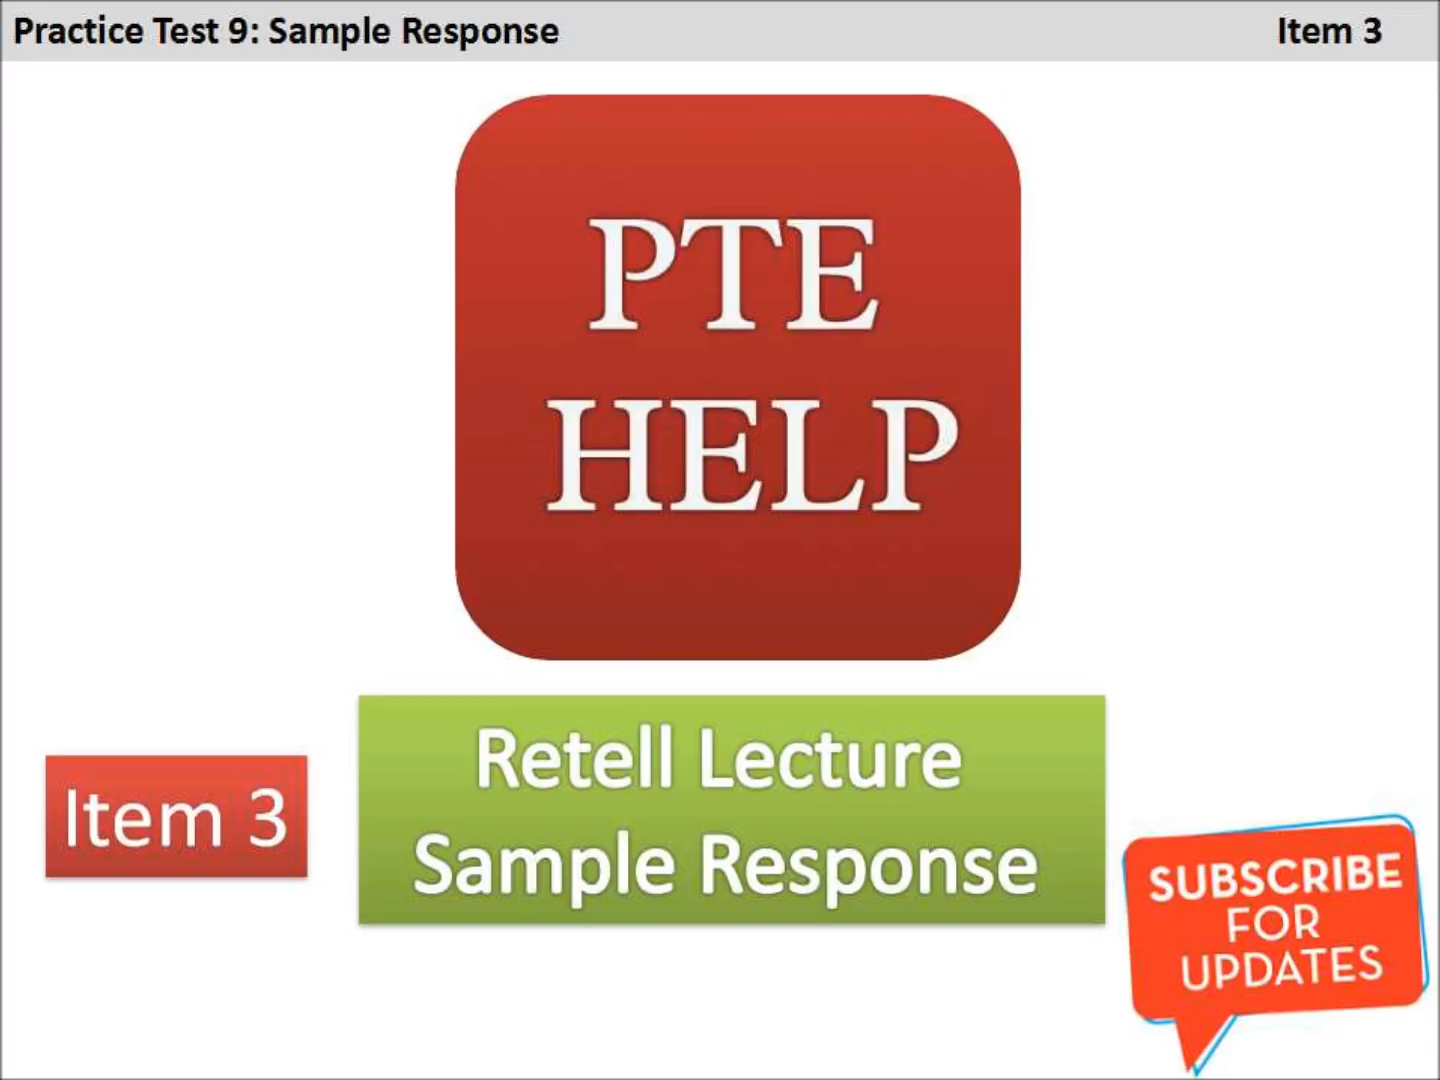 Practice Test 9: Sample Response
Item 3
PTE
HELP
Retell Lecture
Sample Response
Item 3
SUBSCRIBE
FOR
UPDATES